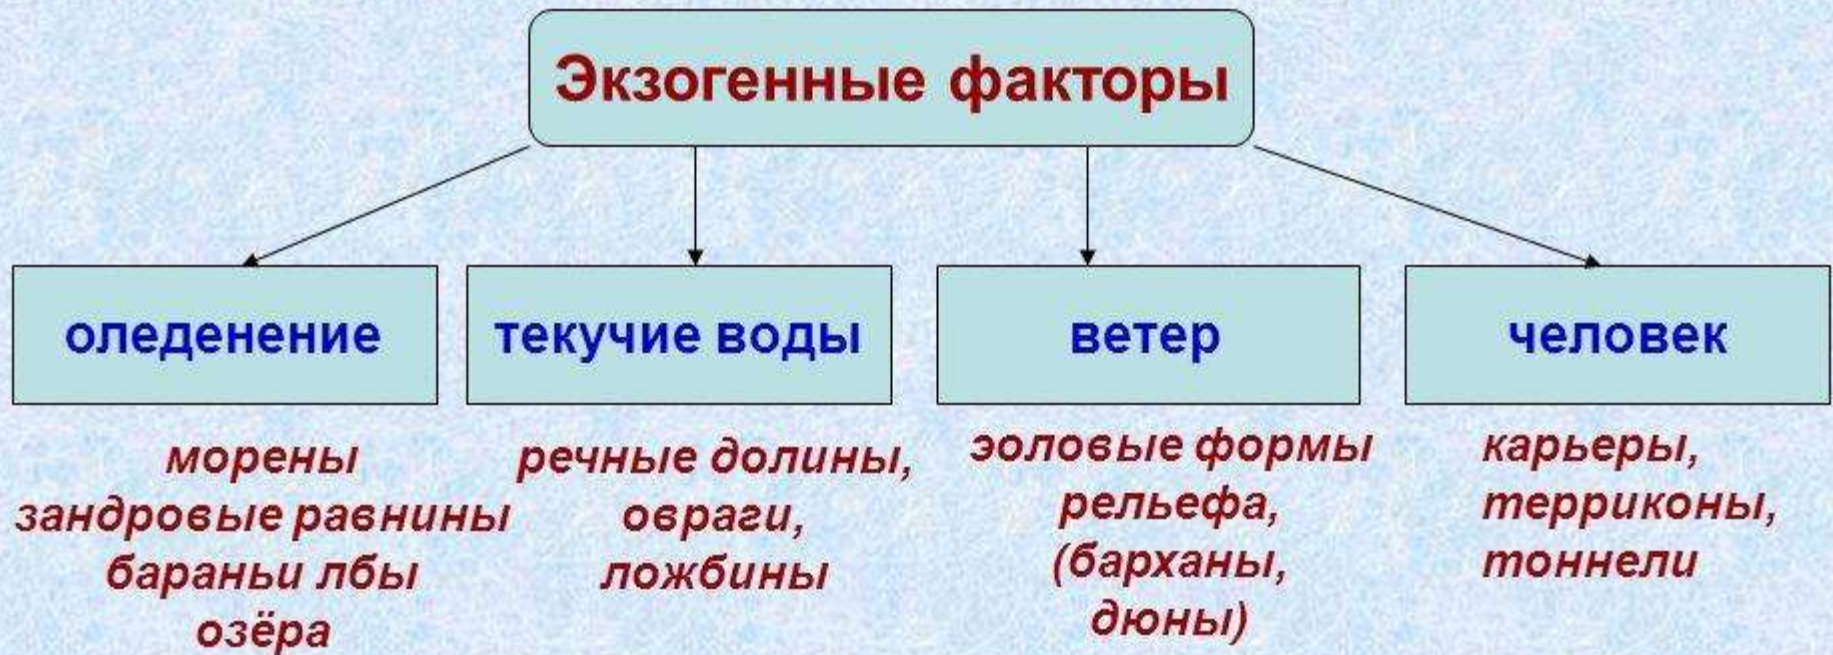 Экзогенные факторы
оледенение
морены
зандровые равнины
бараньи лбы
озёра
текучие воды
речные долины,
овраги,
ложбины
ветер
эоловые формы
рельефа,
(барханы,
дюны)
человек
карьеры,
терриконы,
тоннели